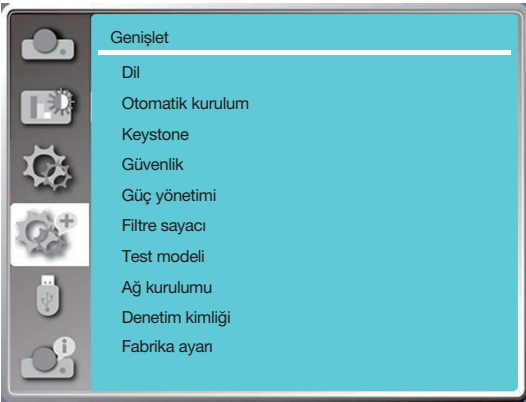 Genişlet
Dil
Otomatik kurulum
Keystone
Güvenlik
Güç yönetimi
Filtre sayacı
Test modeli
Ağ kurulumu
Denetim kimliği
Fabrika ayarı